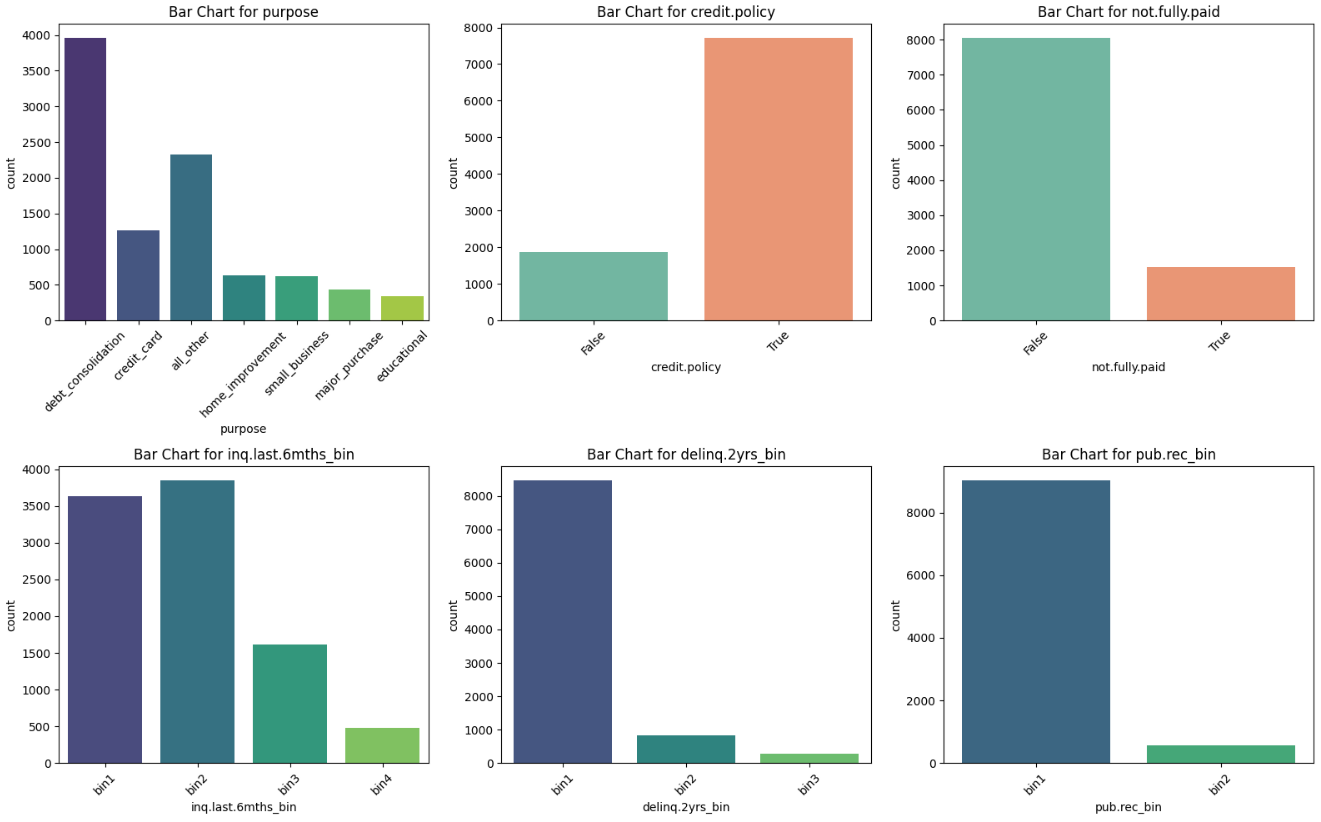 Bar Chart for purpose
4000
3500
3000
2500
2000
1500
1000
500
0
count
debt_consolidation
credit_card
all_other
home_improvement
small_business
major_purchase
educational
purpose
Bar Chart for credit.policy
8000
7000
6000
5000
4000
3000
2000
1000
0
count
False
True
credit.policy
Bar Chart for not.fully.paid
8000
7000
6000
5000
4000
3000
2000
1000
0
count
False
True
not.fully.paid
Bar Chart for inq.last.6mths_bin
4000
3500
3000
2500
2000
1500
1000
500
0
count
bin1
bin2
bin3
bin4
inq.last.6mths_bin
Bar Chart for delinq.2yrs_bin
8000
7000
6000
5000
4000
3000
2000
1000
0
count
bin1
bin2
bin3
delinq.2yrs_bin
Bar Chart for pub.rec_bin
8000
6000
4000
2000
0
count
bin1
bin2
pub.rec_bin